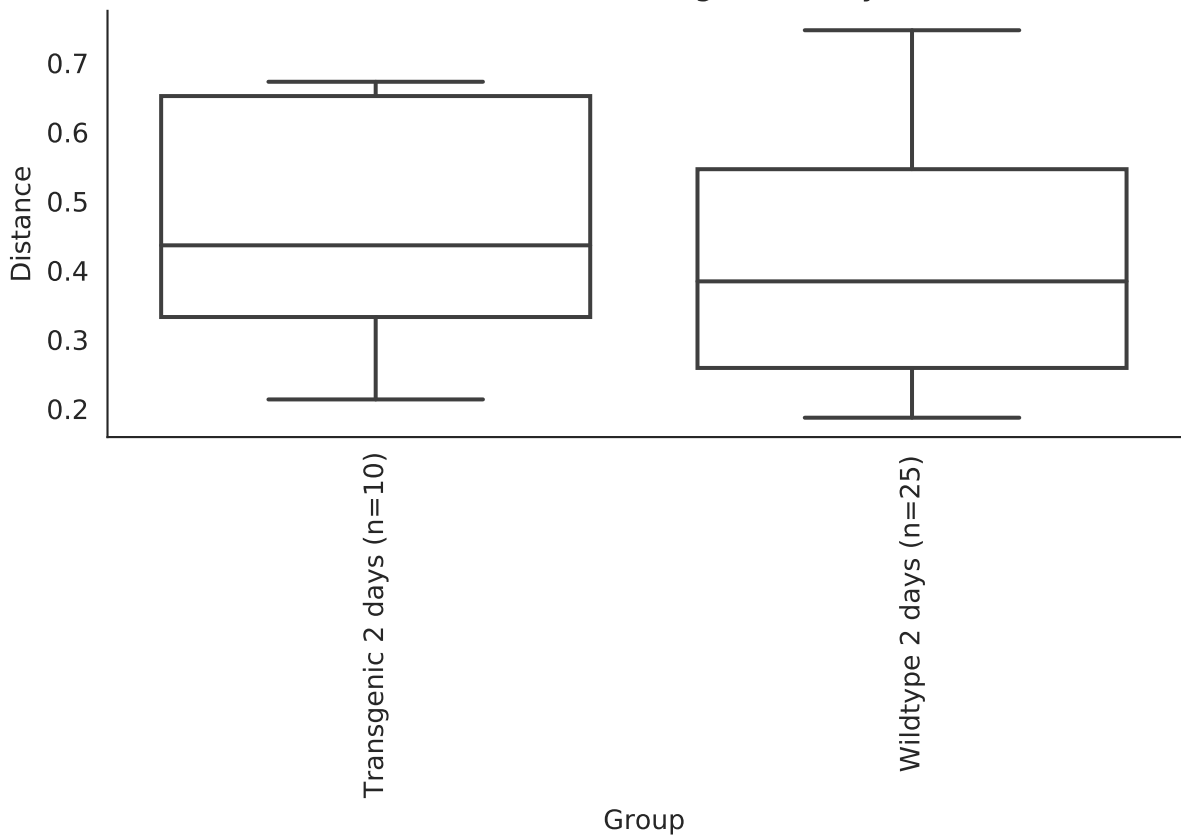 0.7
0.6
0.5
0.4
0.3
0.2
Distance
Transgenic 2 days (n=10)
Wildtype 2 days (n=25)
Group